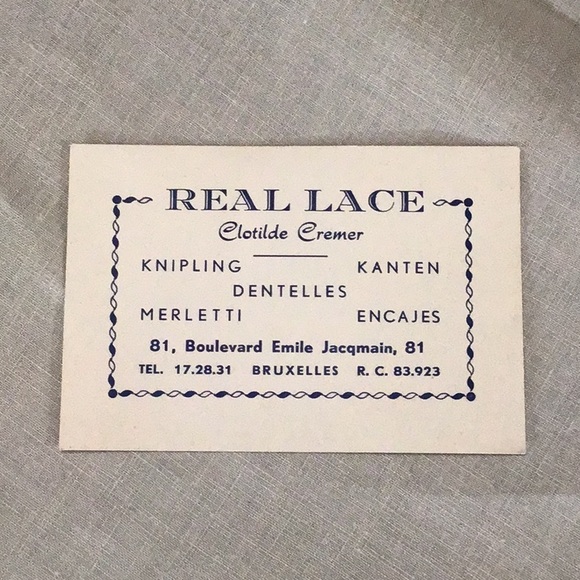 REAL LACE
Clotilde Cremer
KNIPLING KANTEN
DENTELLES
MERLETTI ENCAJES
81, Boulevard Emile Jacqmain, 81
TEL. 17.28.31 BRUXELLES R. C. 83.923